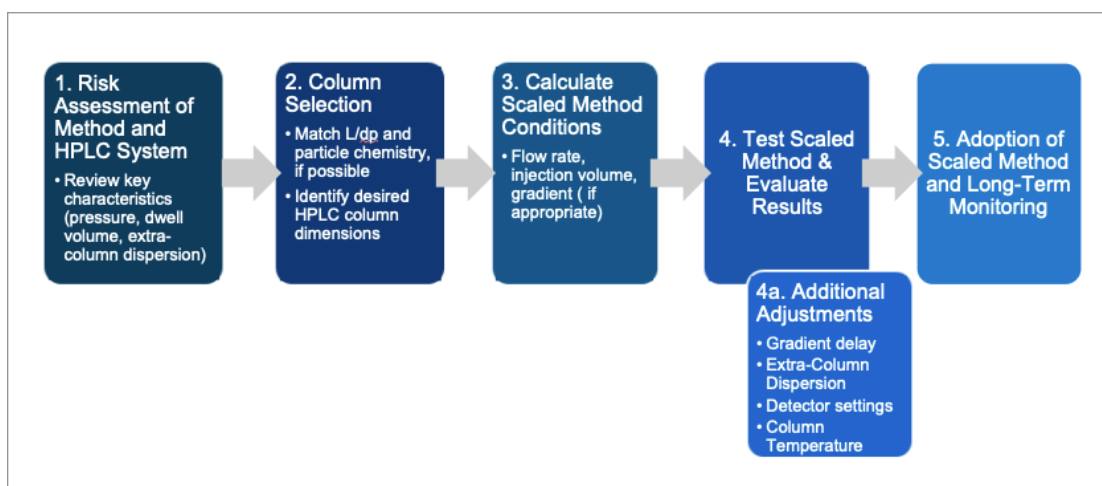 1. Risk
Assessment of
Method and
HPLC System
• Review key
characteristics
(pressure, dwell
volume, extra-
column dispersion)
2. Column
Selection
• Match L/dp and
particle chemistry,
if possible
• Identify desired
HPLC column
dimensions
3. Calculate
Scaled Method
Conditions
• Flow rate,
injection volume,
gradient ( if
appropriate)
4. Test Scaled
Method &
Evaluate
Results
4a. Additional
Adjustments
• Gradient delay
• Extra-Column
Dispersion
• Detector settings
• Column
Temperature
5. Adoption of
Scaled Method
and Long-Term
Monitoring